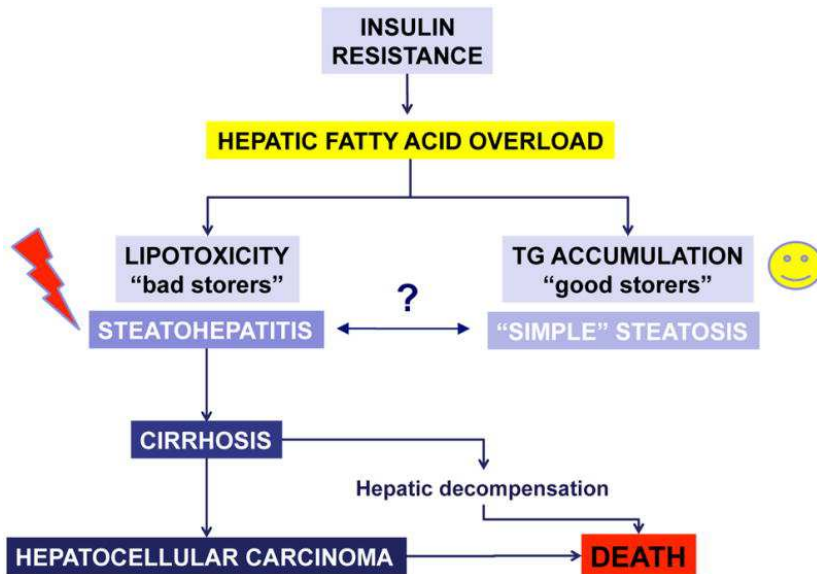 INSULIN
RESISTANCE
HEPATIC FATTY ACID OVERLOAD
LIPOTOXICITY
“bad storers”
TG ACCUMULATION
“good storers”
?
STEATOHEPATITIS
“SIMPLE” STEATOSIS
CIRRHOSIS
Hepatic decompensation
HEPATOCELLULAR CARCINOMA
DEATH